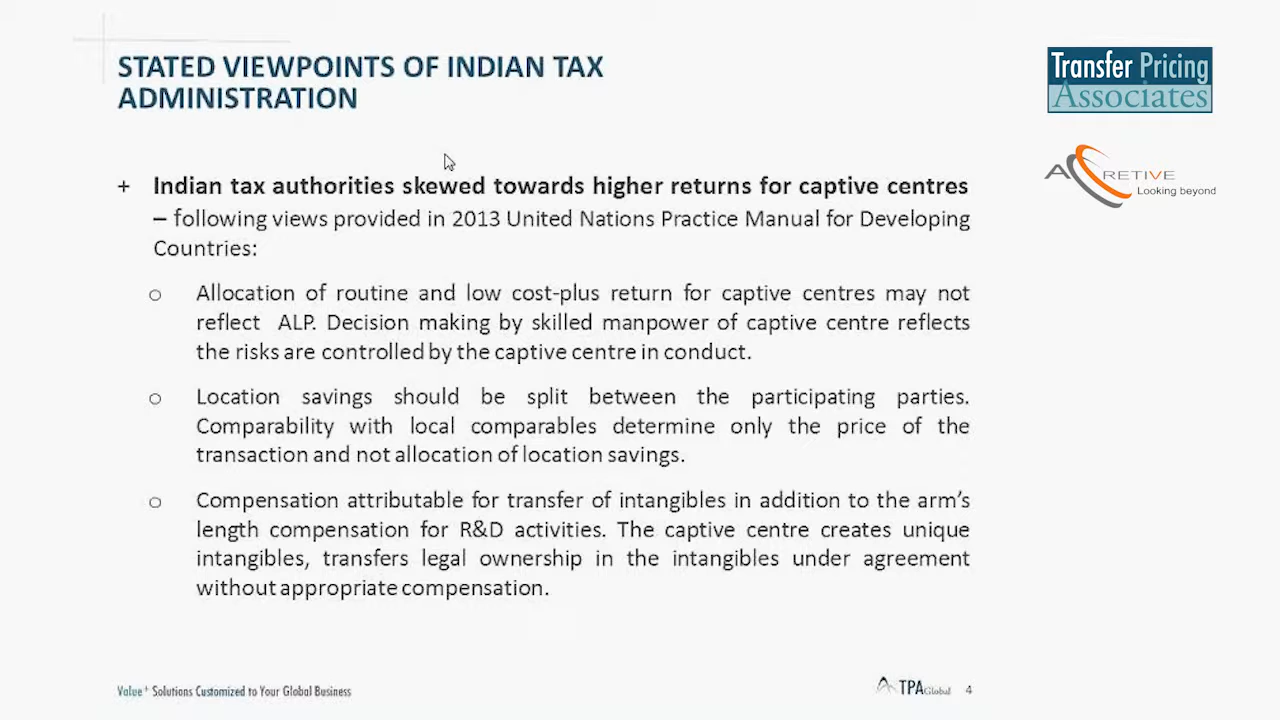 STATED VIEWPOINTS OF INDIAN TAX
ADMINISTRATION
Transfer Pricing
Associates
ACCRETIVE
Looking beyond
+ Indian tax authorities skewed towards higher returns for captive centres
– following views provided in 2013 United Nations Practice Manual for Developing
Countries:
o Allocation of routine and low cost-plus return for captive centres may not
reflect ALP. Decision making by skilled manpower of captive centre reflects
the risks are controlled by the captive centre in conduct.
o Location savings should be split between the participating parties.
Comparability with local comparables determine only the price of the
transaction and not allocation of location savings.
o Compensation attributable for transfer of intangibles in addition to the arm's
length compensation for R&D activities. The captive centre creates unique
intangibles, transfers legal ownership in the intangibles under agreement
without appropriate compensation.
Value+ Solutions Customized to Your Global Business
TPA Global 4